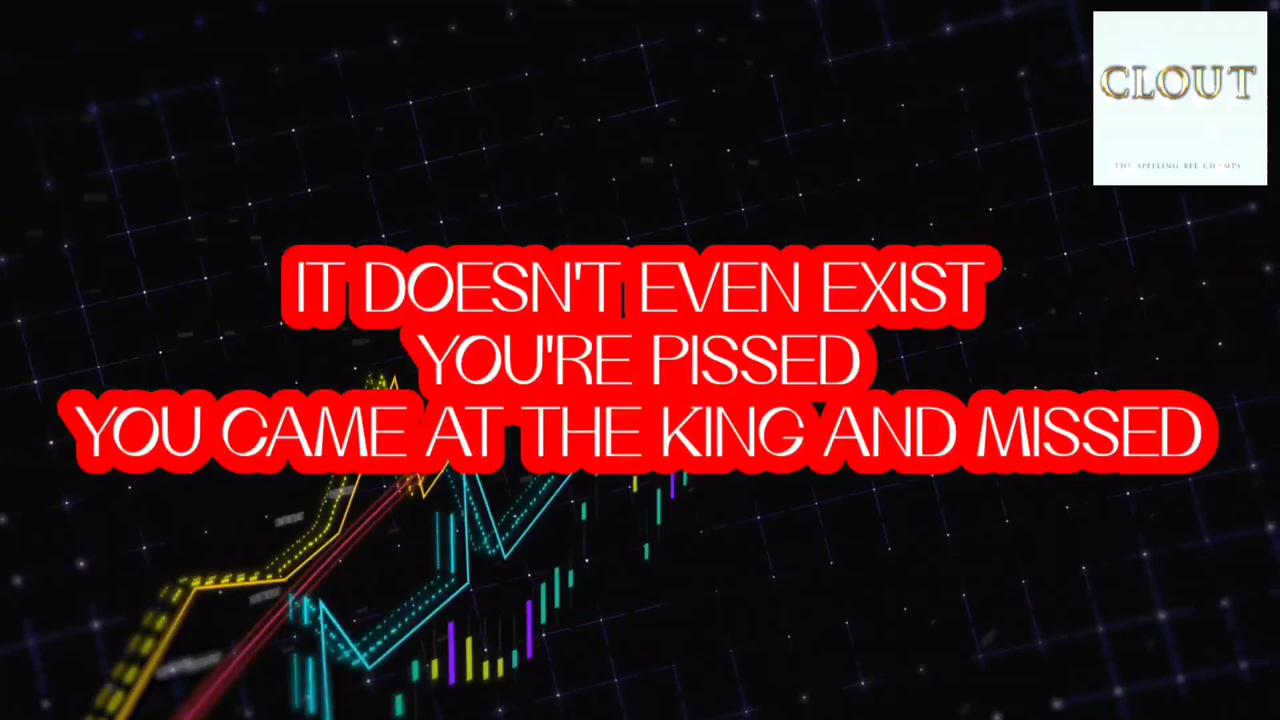 CLOUT
THE SPELLING BEE CHAMPS
IT DOESN'T EVEN EXIST
YOU'RE PISSED
YOU CAME AT THE KING AND MISSED